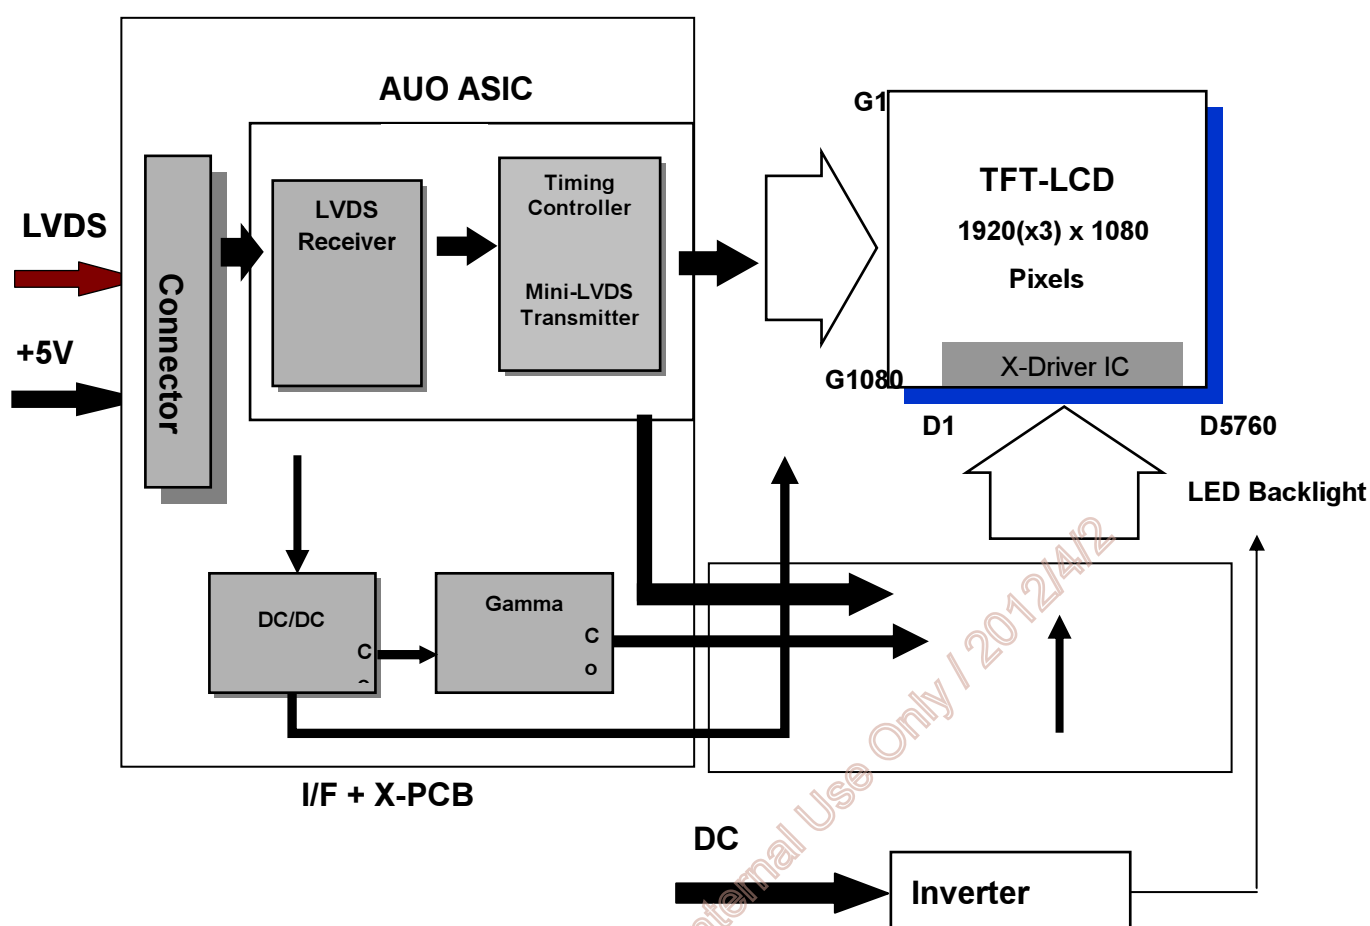 AUO ASIC
G1
TFT-LCD
1920(x3) x 1080
Pixels
LVDS
+5V
Connector
LVDS
Receiver
Timing
Controller
Mini-LVDS
Transmitter
X-Driver IC
G1080
D1
D5760
LED Backlight
DC/DC
C
Gamma
C
o
I/F + X-PCB
DC
Inverter
Internal Use Only / 2012/4/2